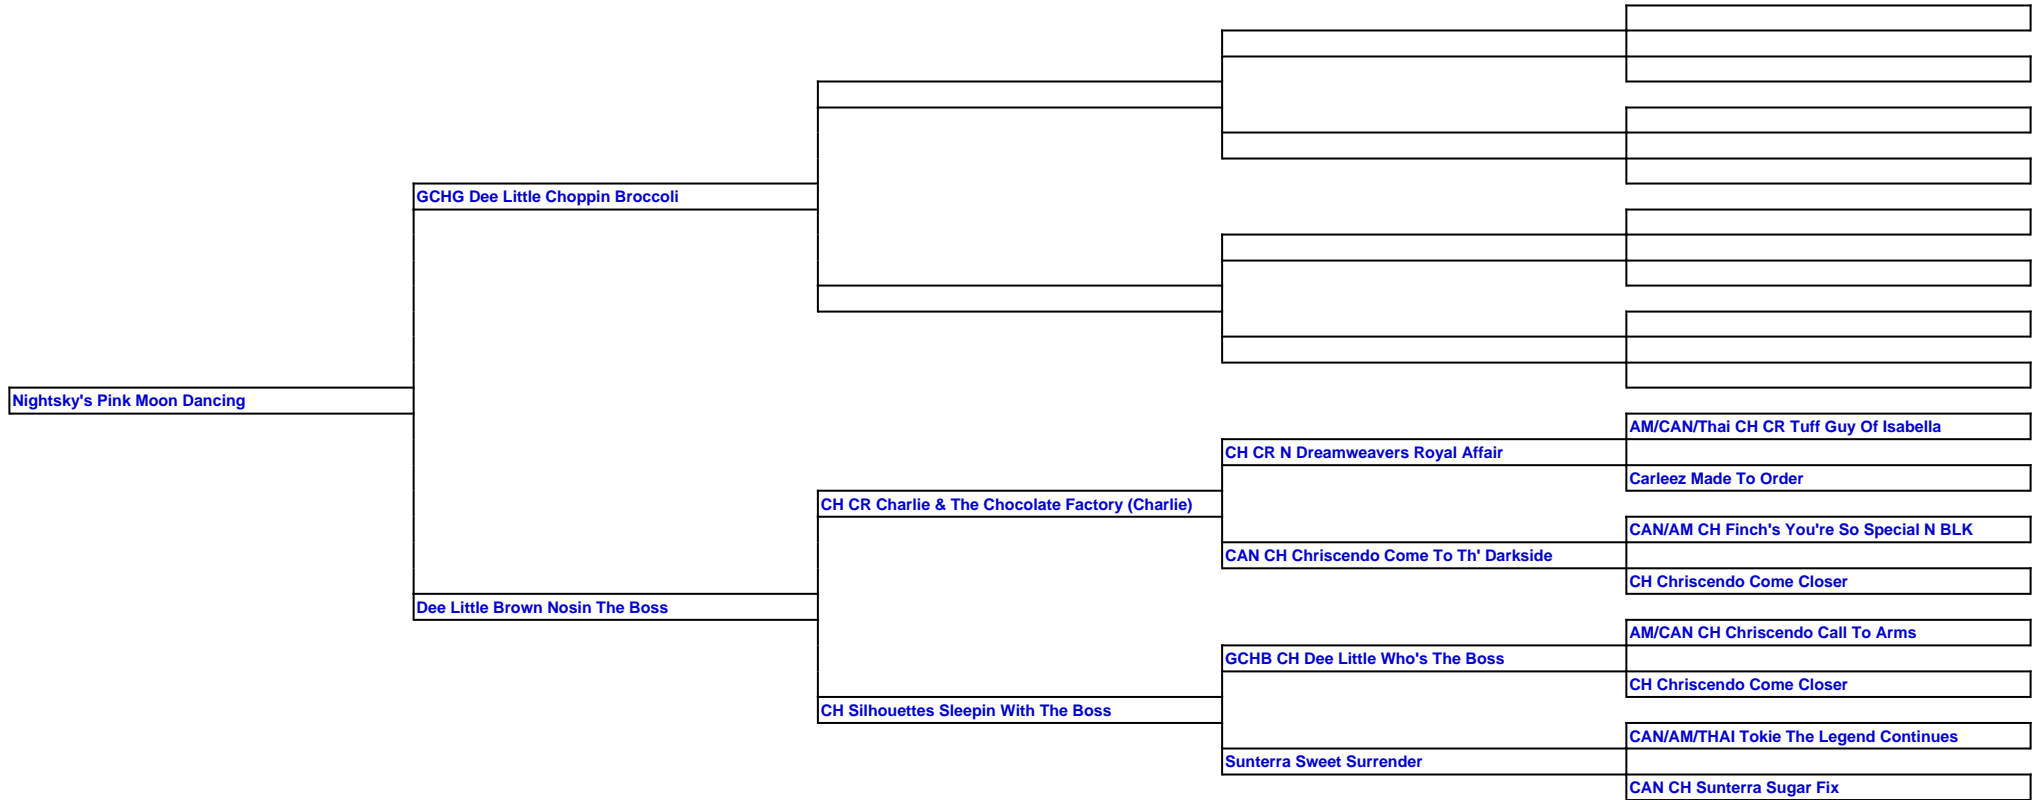 GCHG Dee Little Choppin Broccoli
Nightsky's Pink Moon Dancing
AM/CAN/Thai CH CR Tuff Guy Of Isabella
CH CR N Dreamweavers Royal Affair
Carleez Made To Order
CH CR Charlie & The Chocolate Factory (Charlie)
CAN/AM CH Finch's You're So Special N BLK
CAN CH Chriscendo Come To Th' Darkside
CH Chriscendo Come Closer
Dee Little Brown Nosin The Boss
AM/CAN CH Chriscendo Call To Arms
GCHB CH Dee Little Who's The Boss
CH Chriscendo Come Closer
CH Silhouettes Sleepin With The Boss
CAN/AM/THAI Tokie The Legend Continues
Sunterra Sweet Surrender
CAN CH Sunterra Sugar Fix